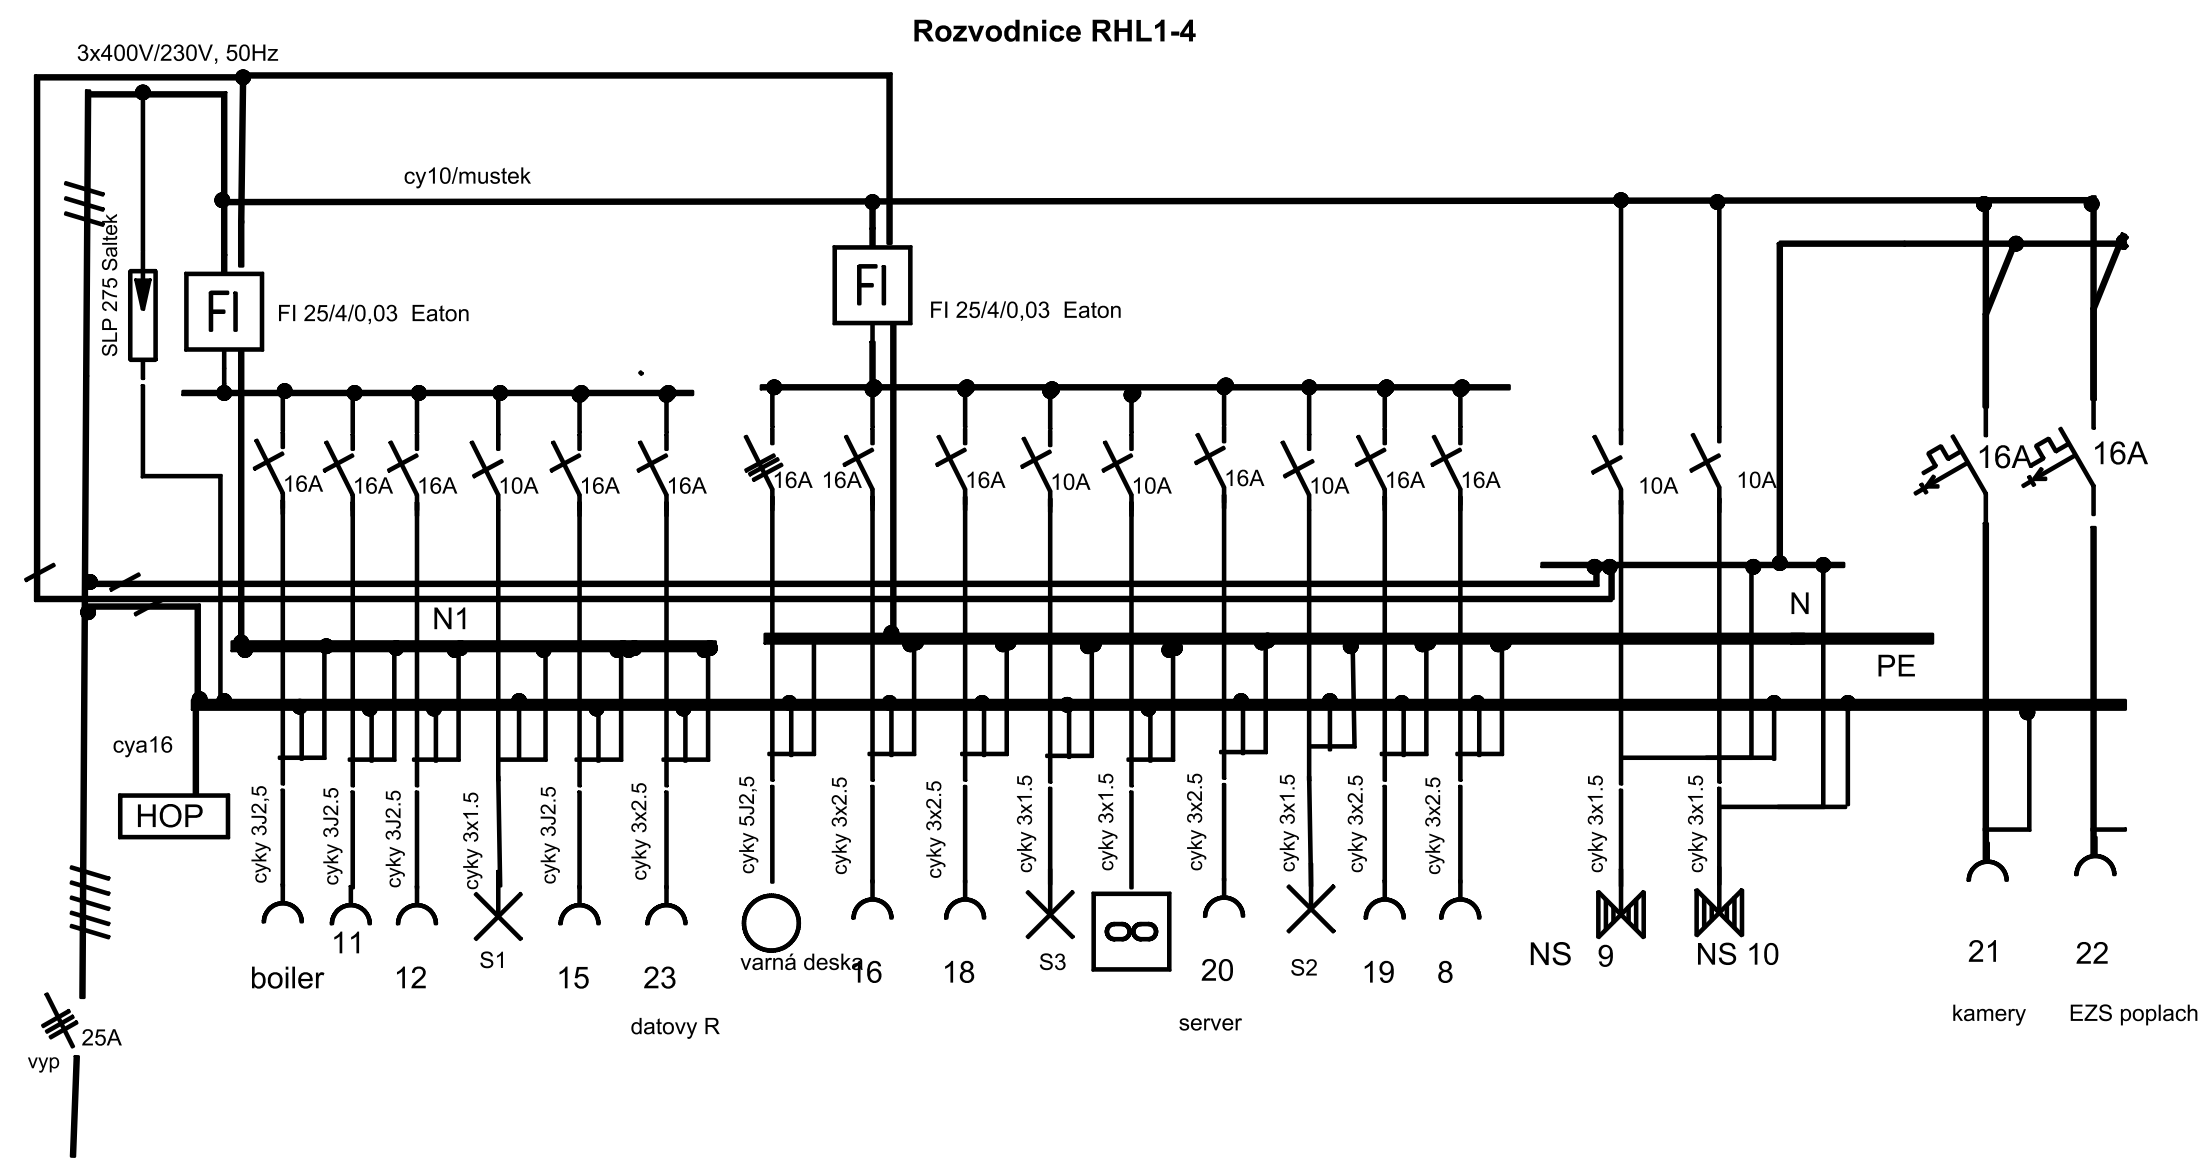 Rozvodnice RHL1-4
3x400V/230V, 50Hz
cy10/mustek
SLP 275 Saltek
FI
FI 25/4/0,03 Eaton
FI
FI 25/4/0,03 Eaton
16A
16A
16A
10A
16A
16A
16A
16A
16A
10A
10A
16A
10A
16A
16A
10A
10A
16A
16A
N1
N
PE
cya16
HOP
cyky 3J2,5
cyky 3J2.5
cyky 3J2.5
cyky 3x1.5
cyky 3J2.5
cyky 3x2.5
cyky 5J2,5
cyky 3x2.5
cyky 3x2.5
cyky 3x1.5
cyky 3x1.5
cyky 3x2.5
cyky 3x1.5
cyky 3x2.5
cyky 3x2.5
cyky 3x1.5
cyky 3x1.5
boiler
11
12
S1
15
23
varná deska
16
18
S3
20
S2
19
8
NS 9
NS 10
21
22
datovy R
server
kamery
EZS poplach
25A
vyp